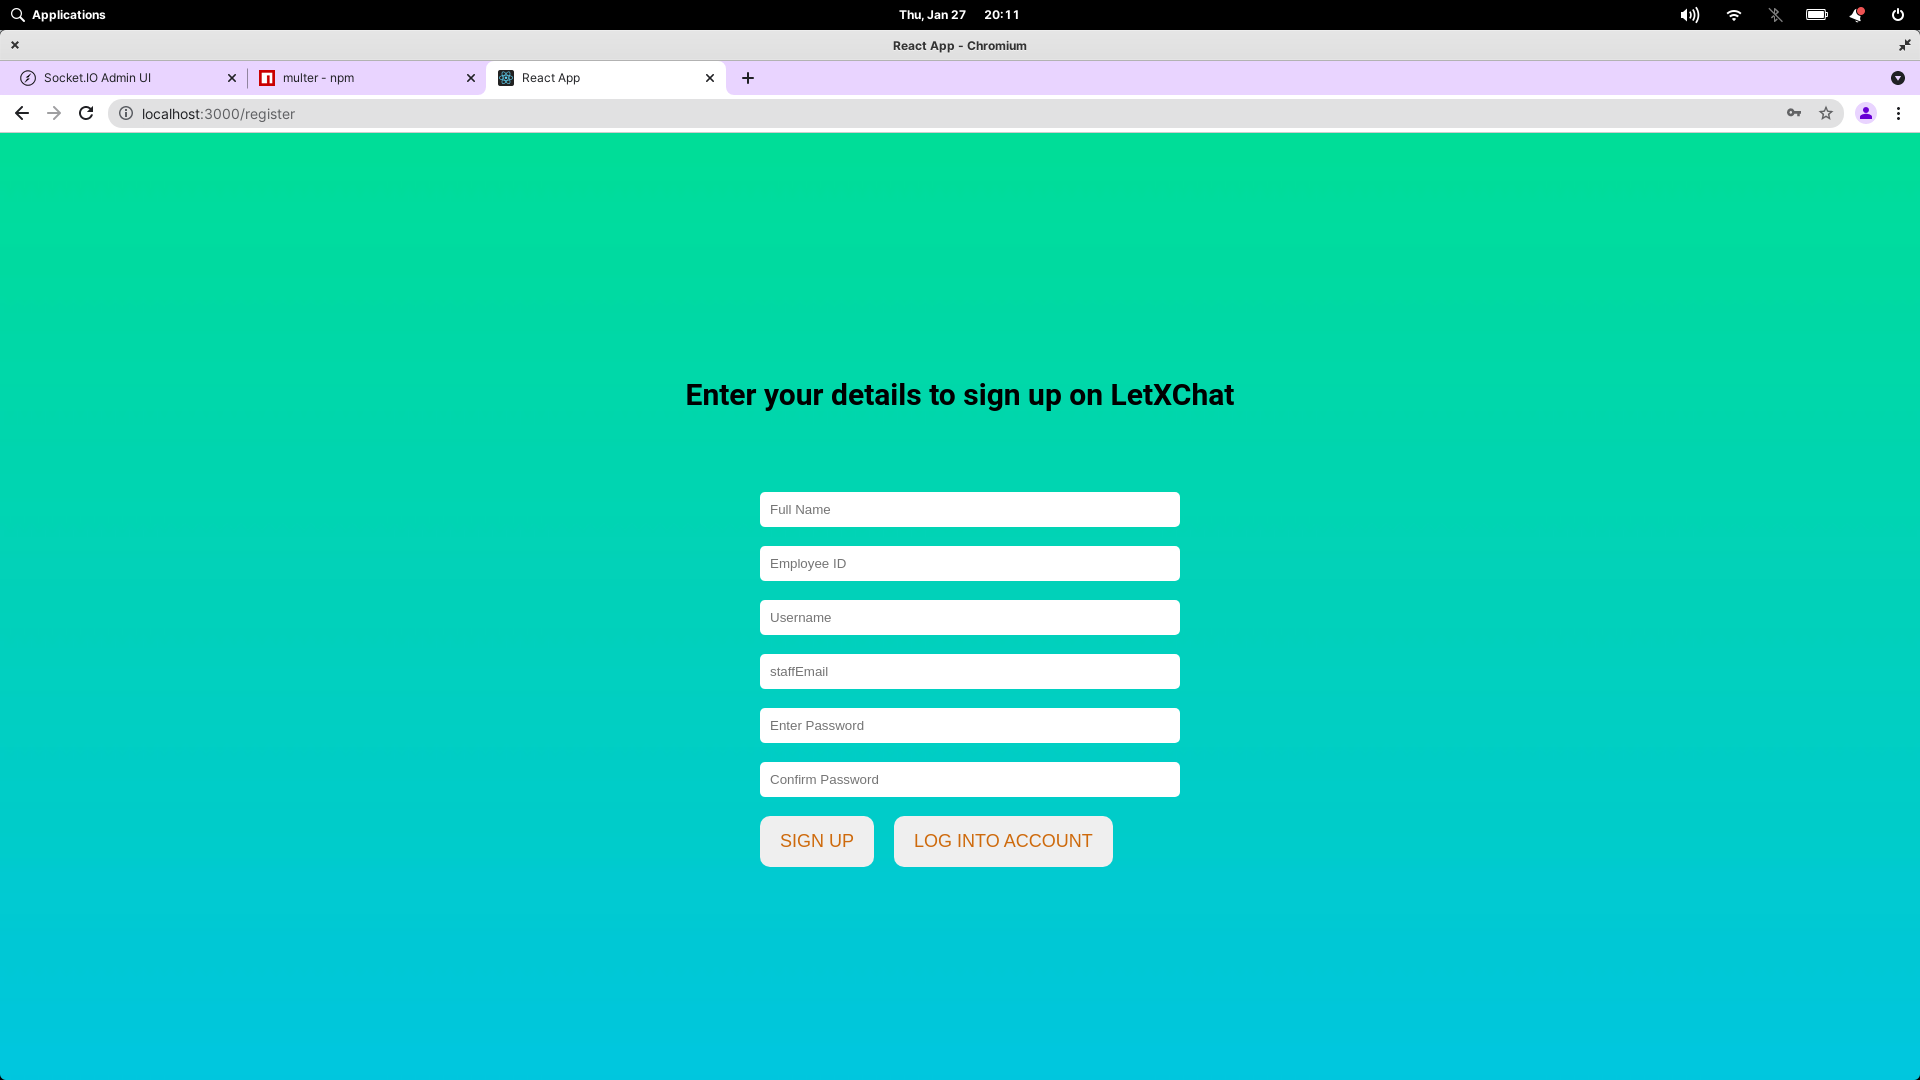 Applications
Thu, Jan 27 20:11
React App - Chromium
Socket.IO Admin UI
multer - npm
React App
localhost:3000/register
Enter your details to sign up on LetXChat
Full Name
Employee ID
Username
staffEmail
Enter Password
Confirm Password
SIGN UP
LOG INTO ACCOUNT